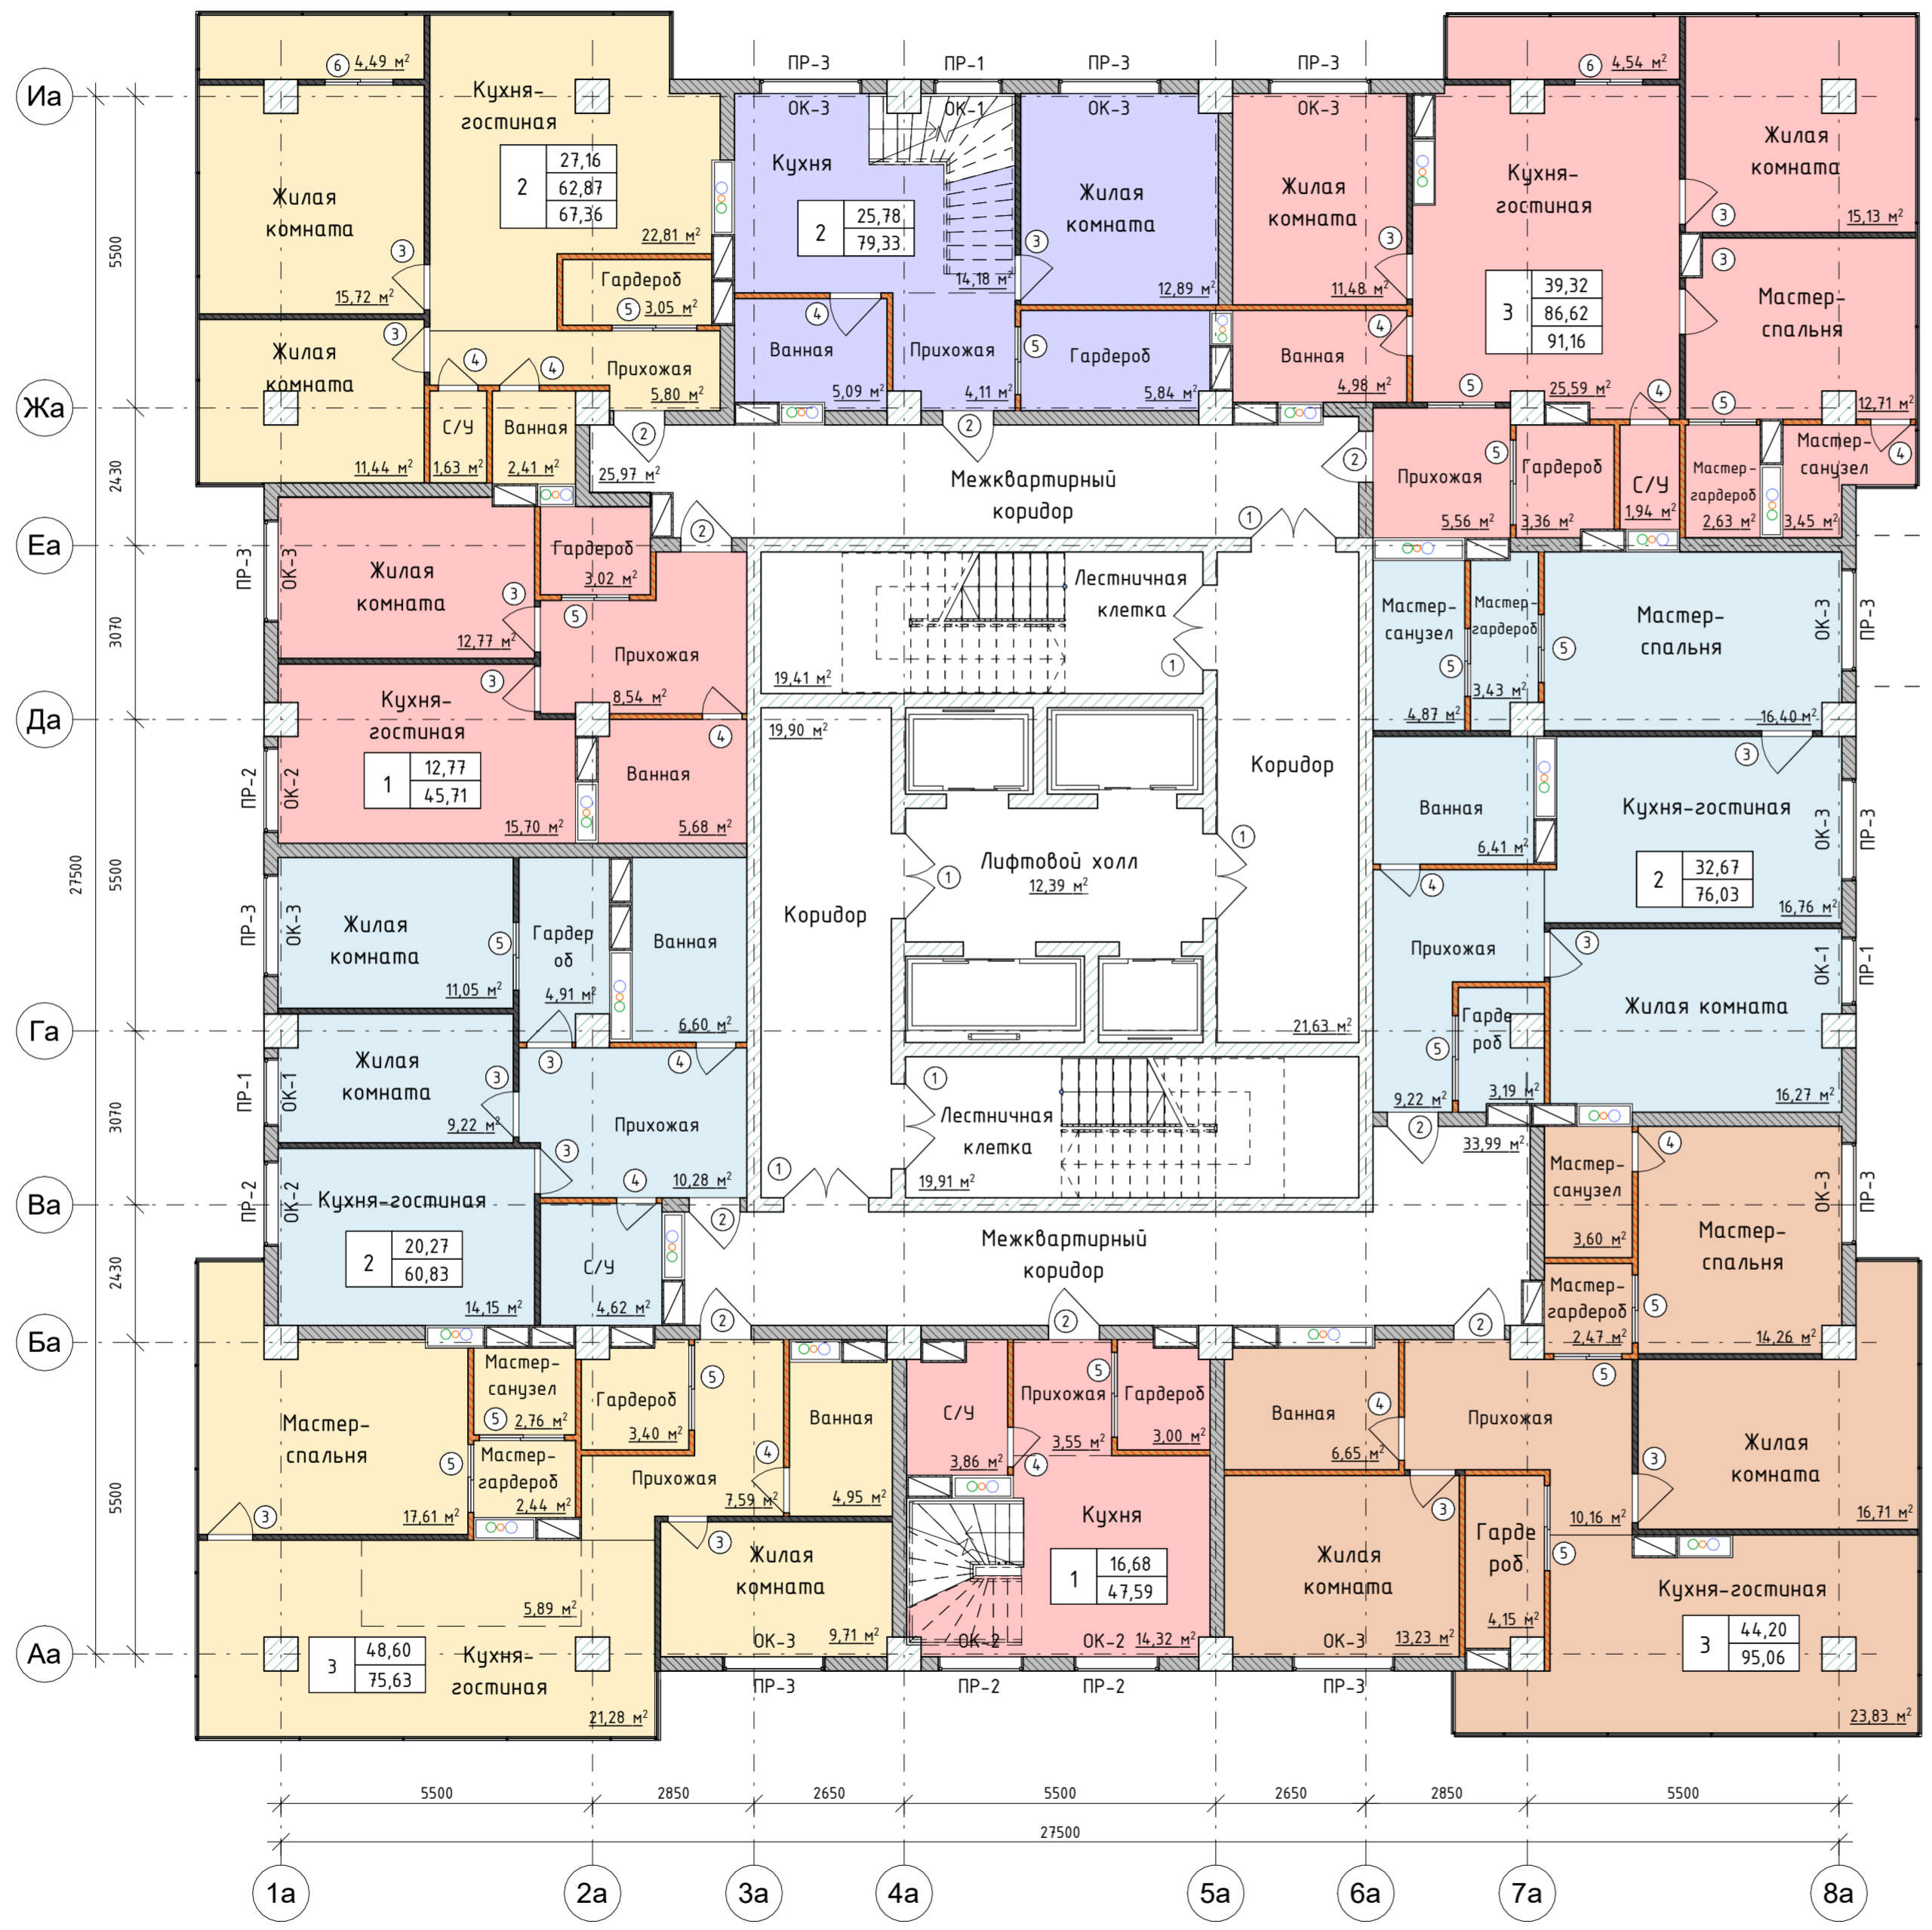 ПР-3
ПР-1
ПР-3
ПР-3
Иа
6
4,49 м²
Кухня-
гостиная
2
27,16
62,87
67,36
22,81 м²
Жилая
комната
15,72 м²
3
Гардероб
5
3,05 м²
Жилая
комната
11,44 м²
3
4
4
Прихожая
5,80 м²
С/У
1,63 м²
Ванная
2,41 м²
ОК-3
ОК-1
ОК-3
ОК-3
Кухня
2
25,78
79,33
14,18 м²
Жилая
комната
12,89 м²
3
4
Ванная
5,09 м²
Прихожая
4,11 м²
5
Гардероб
5,84 м²
Жилая
комната
11,48 м²
3
Ванная
4
4,98 м²
6
4,54 м²
Кухня-
гостиная
3
39,32
86,62
91,16
25,59 м²
Жилая
комната
15,13 м²
3
3
Мастер-
спальня
12,71 м²
5
4
5
Прихожая
5,56 м²
5
Гардероб
3,36 м²
С/У
1,94 м²
Мастер-
гардероб
2,63 м²
Мастер-
санузел
4
3,45 м²
Жа
5500
2430
3070
5500
3070
2430
5500
27500
Еа
Да
Га
Ва
Ба
Аа
2
25,97 м²
2
2
2
Межквартирный
коридор
1
ПР-3
ОК-3
Жилая
комната
12,77 м²
3
Гардероб
3,02 м²
5
Прихожая
8,54 м²
4
3
Кухня-
гостиная
1
12,77
45,71
15,70 м²
ПР-2
ОК-2
Ванная
5,68 м²
Лестничная
клетка
19,41 м²
1
19,90 м²
Коридор
1
Лифтовой холл
12,39 м²
1
Коридор
21,63 м²
1
Лестничная
клетка
19,91 м²
1
Мастер-
санузел
5
4,87 м²
Мастер-
гардероб
3,43 м²
5
Мастер-
спальня
16,40 м²
ОК-3
ПР-3
3
Ванная
6,41 м²
4
Кухня-гостиная
2
32,67
76,03
16,76 м²
ОК-3
ПР-3
Прихожая
9,22 м²
3
Гарде
роб
5
3,19 м²
Жилая комната
16,27 м²
ОК-1
ПР-1
ПР-3
ОК-3
Жилая
комната
11,05 м²
5
Гардер
об
4,91 м²
Ванная
6,60 м²
3
4
ПР-1
ОК-1
Жилая
комната
9,22 м²
3
3
Прихожая
10,28 м²
4
ПР-2
ОК-2
Кухня-гостиная
2
20,27
60,83
14,15 м²
С/У
4,62 м²
2
2
33,99 м²
Межквартирный
коридор
2
2
2
Мастер-
санузел
3,60 м²
4
Мастер-
спальня
14,26 м²
ОК-3
ПР-3
Мастер-
гардероб
2,47 м²
5
5
Мастер-
спальня
17,61 м²
3
Мастер-
санузел
5
2,76 м²
5
Мастер-
гардероб
2,44 м²
Гардероб
3,40 м²
5
Прихожая
7,59 м²
4
Ванная
4,95 м²
3
Жилая
комната
9,71 м²
ОК-3
5,89 м²
3
48,60
75,63
Кухня-
гостиная
21,28 м²
С/У
3,86 м²
Прихожая
3,55 м²
4
5
Гардероб
3,00 м²
Кухня
1
16,68
47,59
14,32 м²
ОК-2
ОК-2
Ванная
6,65 м²
4
Прихожая
10,16 м²
3
Жилая
комната
16,71 м²
3
Жилая
комната
13,23 м²
ОК-3
Гарде
роб
5
4,15 м²
Кухня-гостиная
3
44,20
95,06
23,83 м²
ПР-3
ПР-2
ПР-2
ПР-3
5500
2850
2650
5500
2650
2850
5500
27500
1а
2а
3а
4а
5а
6а
7а
8а